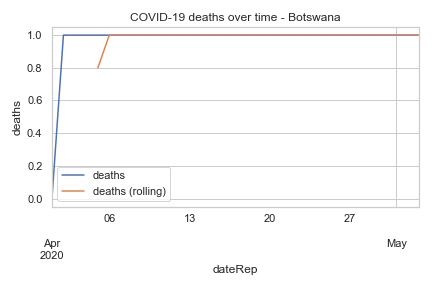 COVID-19 deaths over time - Botswana
deaths
1.0
0.8
0.6
0.4
0.2
0.0
deaths
deaths (rolling)
06 13 20 27
Apr May
2020
dateRep